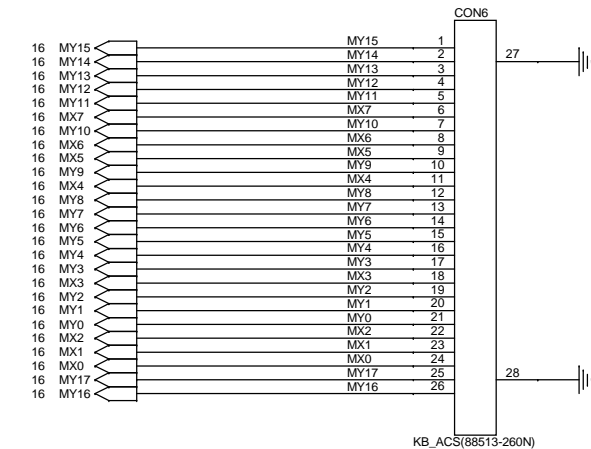 CON6
16 MY15 MY15 1
16 MY14 MY14 2 27
16 MY13 MY13 3
16 MY12 MY12 4
16 MY11 MY11 5
16 MX7 MX7 6
16 MY10 MY10 7
16 MX6 MX6 8
16 MX5 MX5 9
16 MY9 MY9 10
16 MX4 MX4 11
16 MY8 MY8 12
16 MY7 MY7 13
16 MY6 MY6 14
16 MY5 MY5 15
16 MY4 MY4 16
16 MY3 MY3 17
16 MX3 MX3 18
16 MY2 MY2 19
16 MY1 MY1 20
16 MY0 MY0 21
16 MX2 MX2 22
16 MX1 MX1 23
16 MX0 MX0 24
16 MY17 MY17 25 28
16 MY16 MY16 26
KB_ACS(88513-260N)